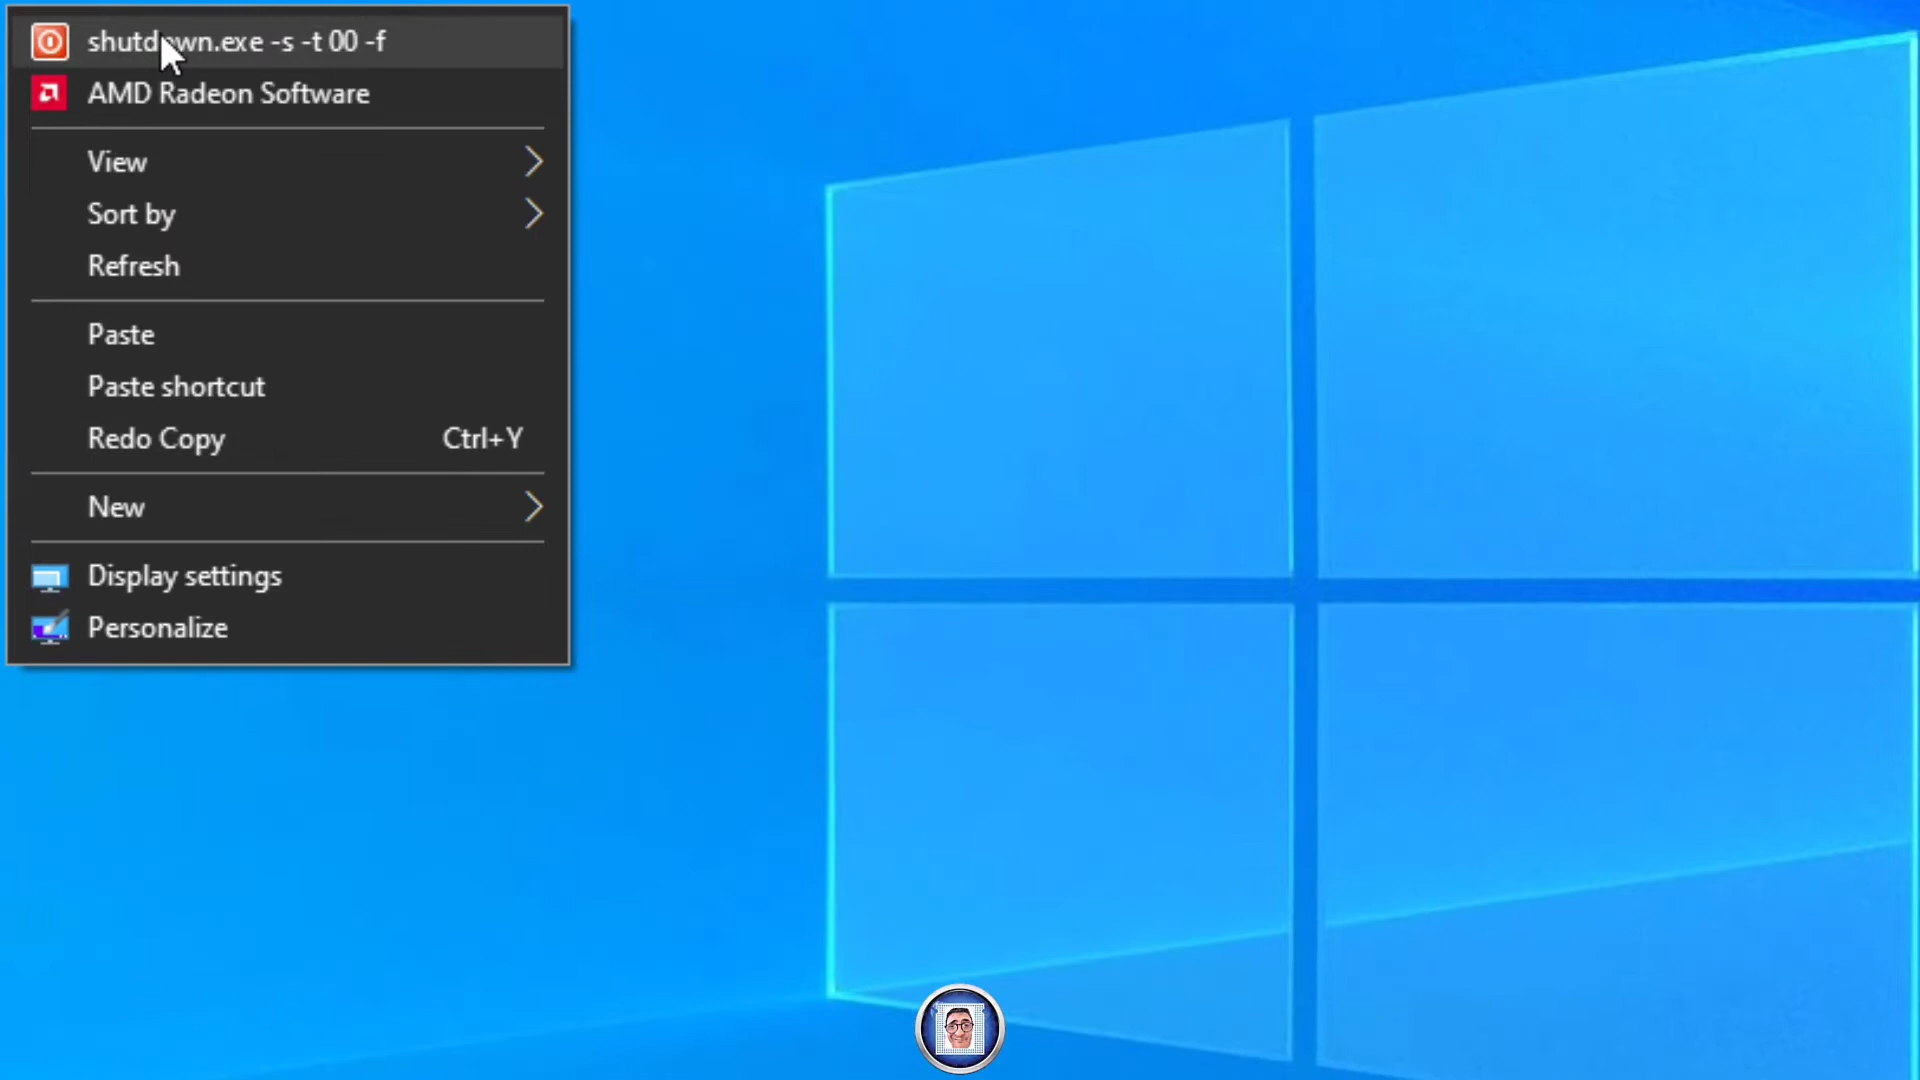 shutdown.exe -s -t 00 -f
AMD Radeon Software
View
Sort by
Refresh
Paste
Paste shortcut
Redo Copy Ctrl+Y
New
Display settings
Personalize